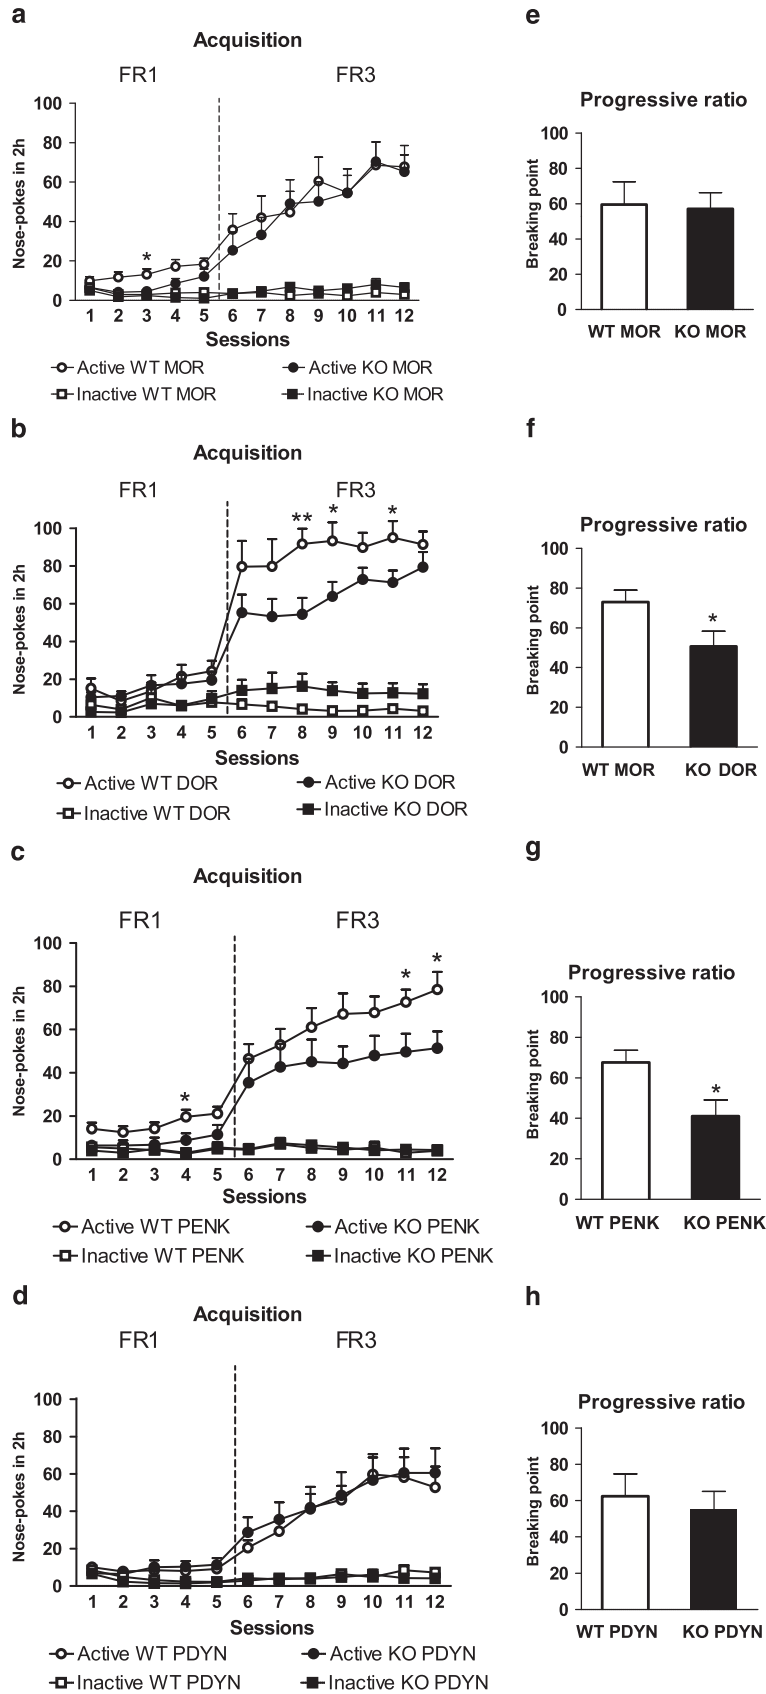 a
Acquisition
FR1 FR3
Nose-pokes in 2h
100
80
60
40
20
0
*
1 2 3 4 5 6 7 8 9 10 11 12
Sessions
Active WT MOR Active KO MOR
Inactive WT MOR Inactive KO MOR
e
Progressive ratio
Breaking point
100
80
60
40
20
0
WT MOR KO MOR
b
Acquisition
FR1 FR3
Nose-pokes in 2h
100
80
60
40
20
0
** * *
1 2 3 4 5 6 7 8 9 10 11 12
Sessions
Active WT DOR Active KO DOR
Inactive WT DOR Inactive KO DOR
f
Progressive ratio
Breaking point
100
80
60
40
20
0
*
WT MOR KO DOR
c
Acquisition
FR1 FR3
Nose-pokes in 2h
100
80
60
40
20
0
* * *
1 2 3 4 5 6 7 8 9 10 11 12
Sessions
Active WT PENK Active KO PENK
Inactive WT PENK Inactive KO PENK
g
Progressive ratio
Breaking point
100
80
60
40
20
0
*
WT PENK KO PENK
d
Acquisition
FR1 FR3
Nose-pokes in 2h
100
80
60
40
20
0
1 2 3 4 5 6 7 8 9 10 11 12
Sessions
Active WT PDYN Active KO PDYN
Inactive WT PDYN Inactive KO PDYN
h
Progressive ratio
Breaking point
100
80
60
40
20
0
WT PDYN KO PDYN